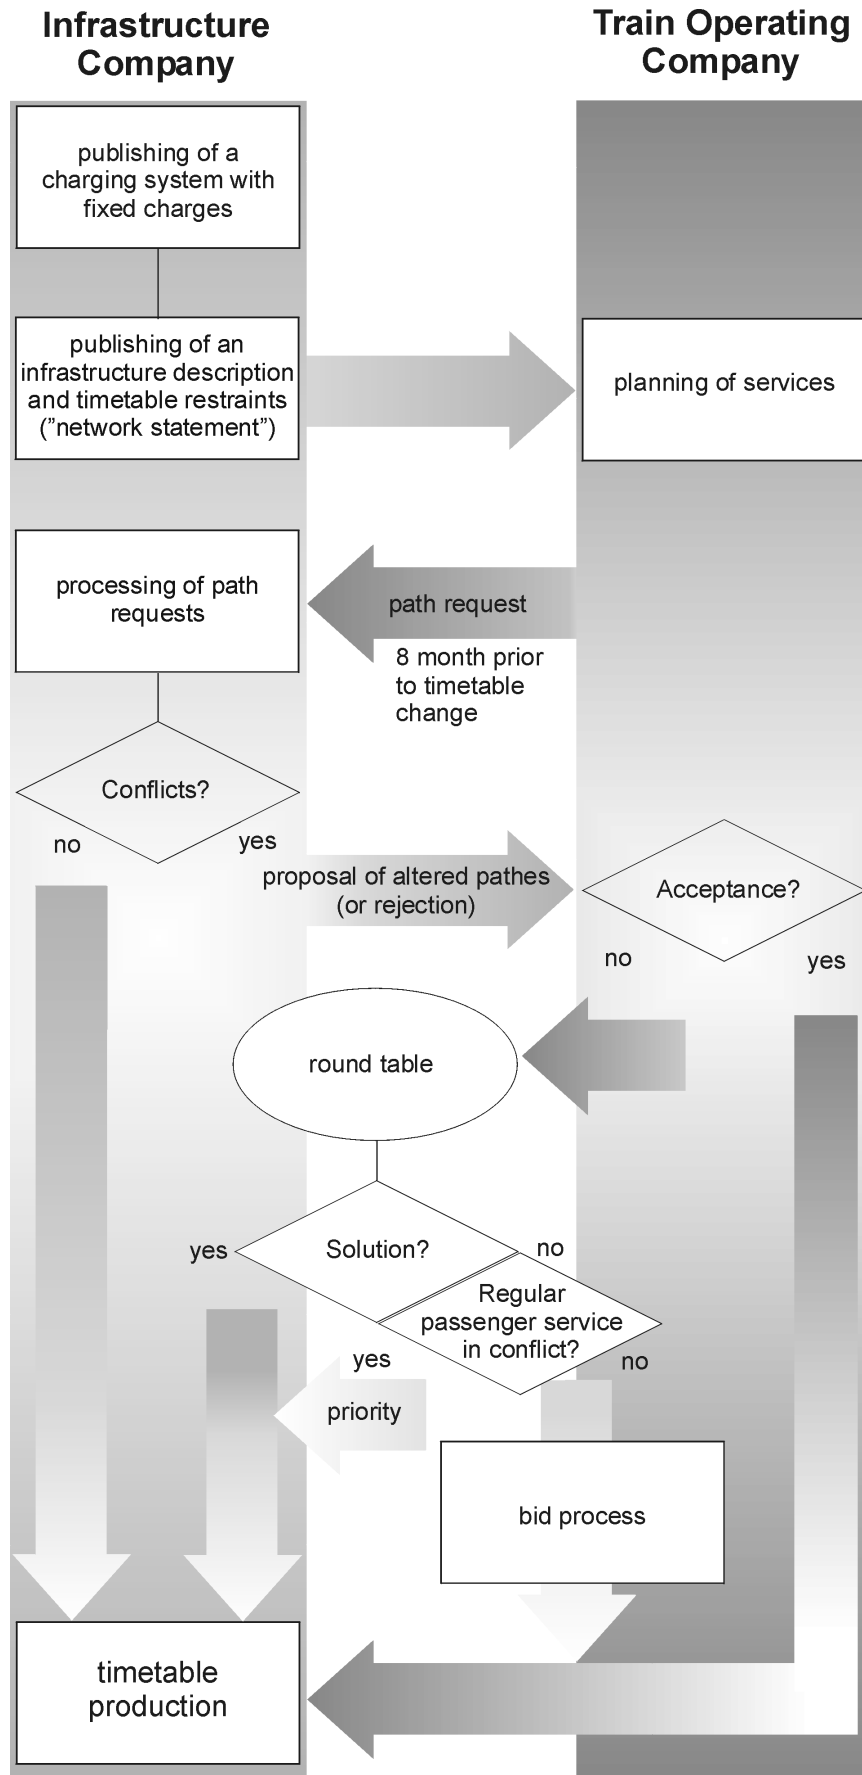 Infrastructure
Company
Train Operating
Company
publishing of a
charging system with
fixed charges
publishing of an
infrastructure description
and timetable restraints
(”network statement”)
planning of services
processing of path
requests
path request
8 month prior
to timetable
change
Conflicts?
no
yes
proposal of altered pathes
(or rejection)
Acceptance?
no
yes
round table
yes
Solution?
no
Regular
passenger service
in conflict?
yes
no
priority
bid process
timetable
production